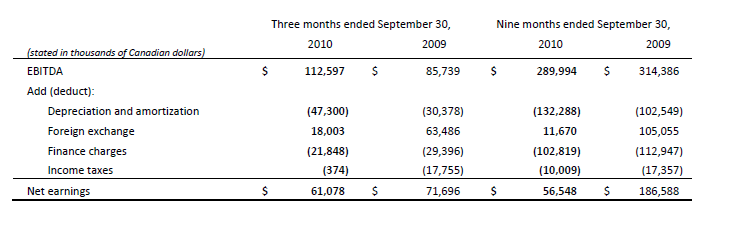 Three months ended September 30, Nine months ended September 30,
2010 2009 2010 2009
(stated in thousands of Canadian dollars)
EBITDA $ 112,597 $ 85,739 $ 289,994 $ 314,386
Add (deduct):
Depreciation and amortization (47,300) (30,378) (132,288) (102,549)
Foreign exchange 18,003 63,486 11,670 105,055
Finance charges (21,848) (29,396) (102,819) (112,947)
Income taxes (374) (17,755) (10,009) (17,357)
Net earnings $ 61,078 $ 71,696 $ 56,548 $ 186,588